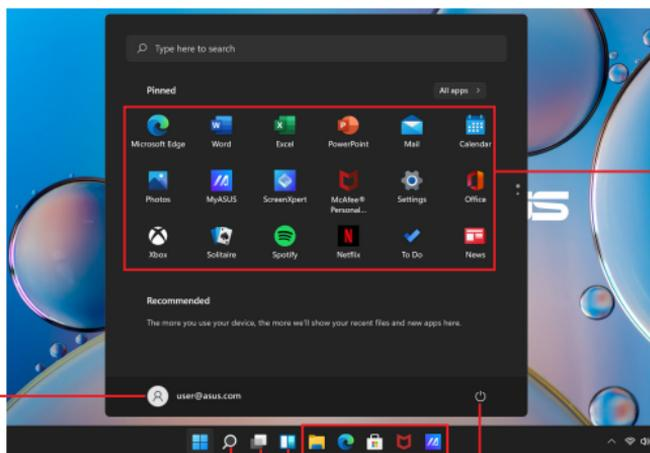 Type here to search
Pinned
All apps >
Microsoft Edge Word Excel PowerPoint Mail Calendar
Photos MyASUS ScreenXpert McAfee® Personal... Settings Office
Xbox Solitaire Spotify Netflix To Do News
Recommended
The more you use your device, the more we'll show your recent files and new apps here.
user@asus.com